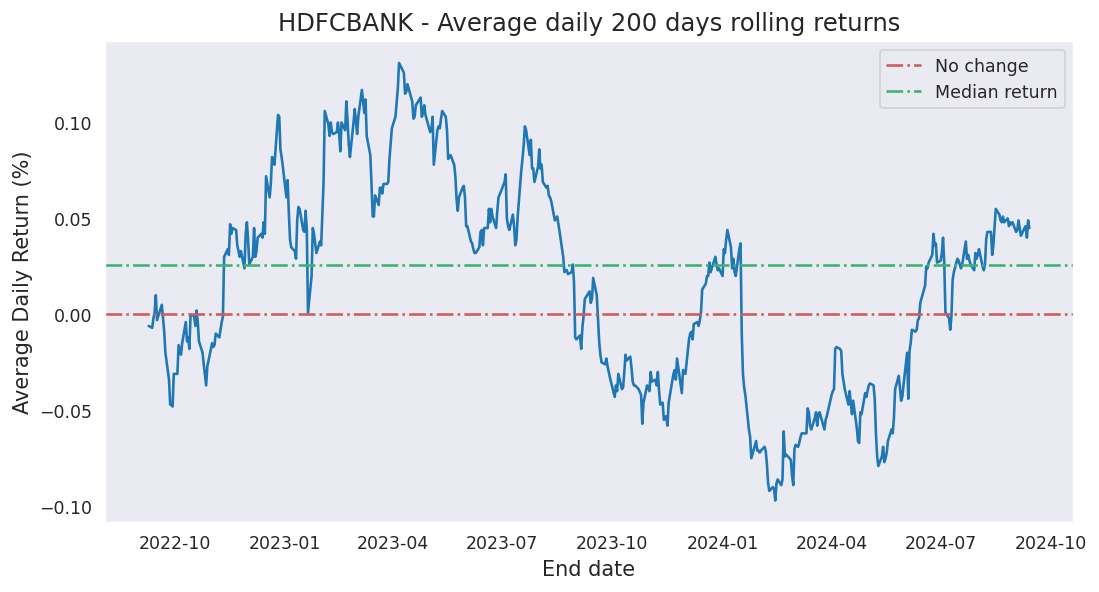 HDFCBANK - Average daily 200 days rolling returns
No change
Median return
Average Daily Return (%)
0.10
0.05
0.00
−0.05
−0.10
2022-10 2023-01 2023-04 2023-07 2023-10 2024-01 2024-04 2024-07 2024-10
End date